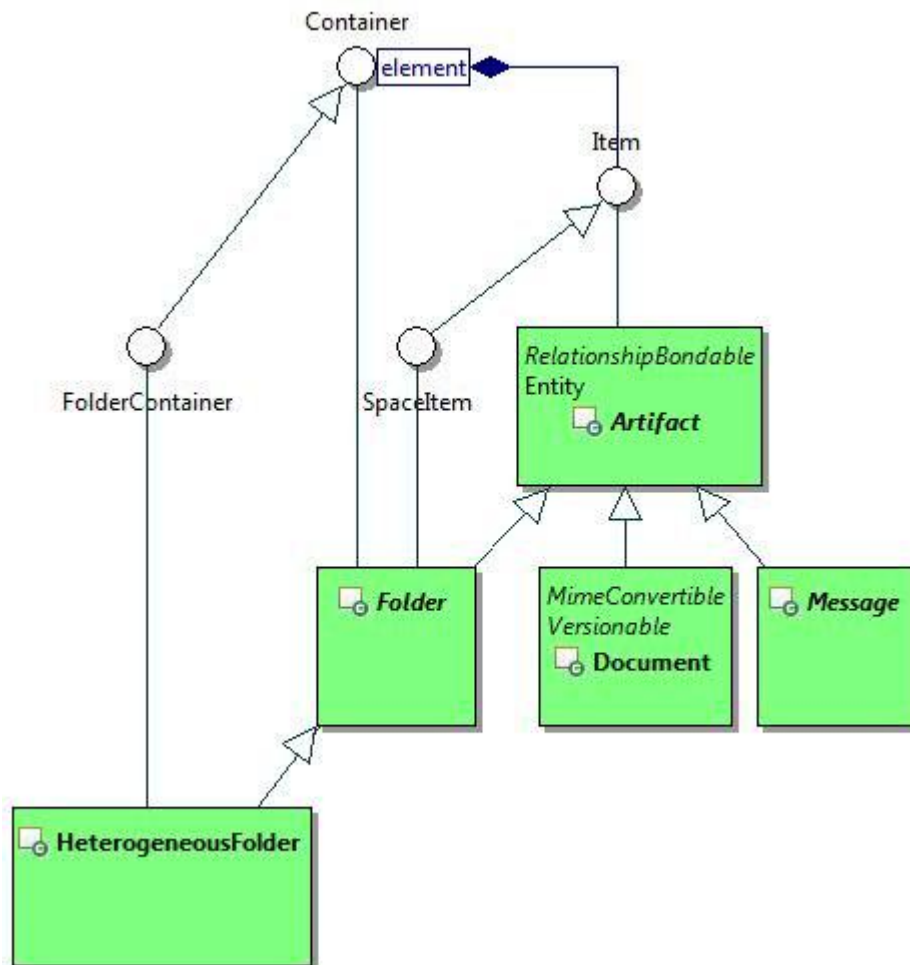 Container
element
Item
FolderContainer
SpaceItem
RelationshipBondable
Entity
Artifact
Folder
MimeConvertible
Versionable
Document
Message
HeterogeneousFolder